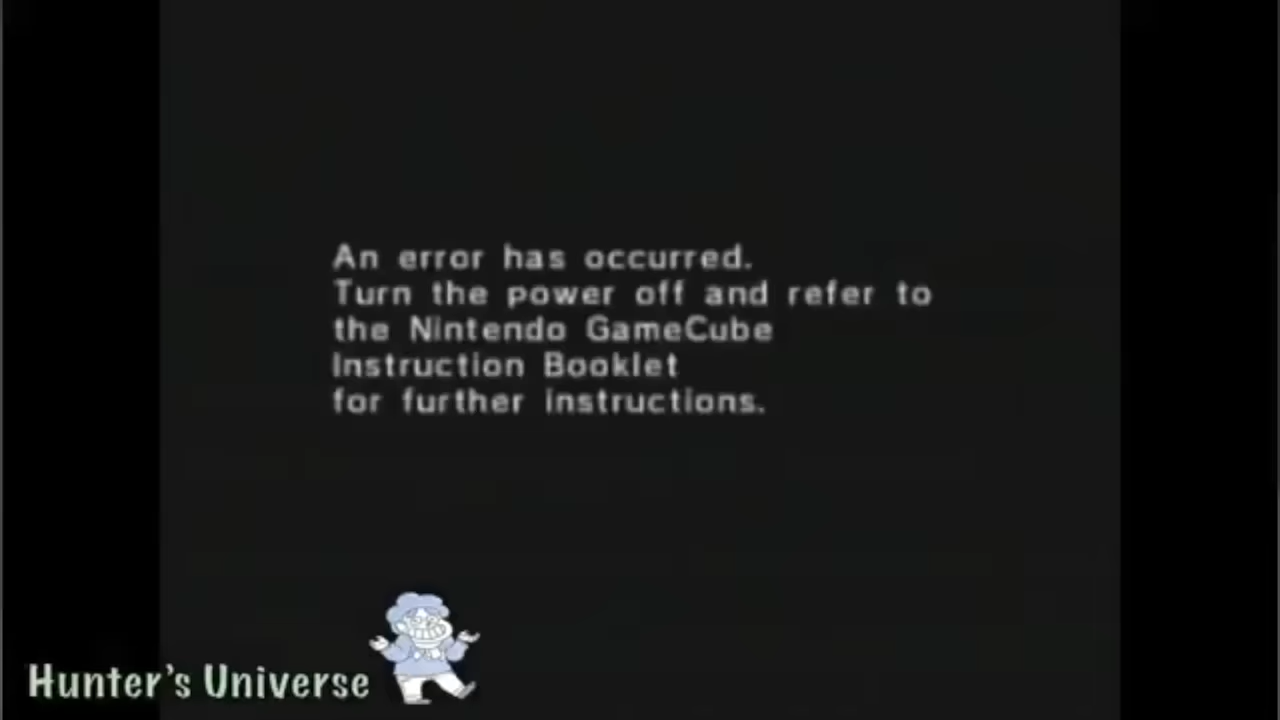 An error has occurred.
Turn the power off and refer to
the Nintendo GameCube
Instruction Booklet
for further instructions.
Hunter's Universe